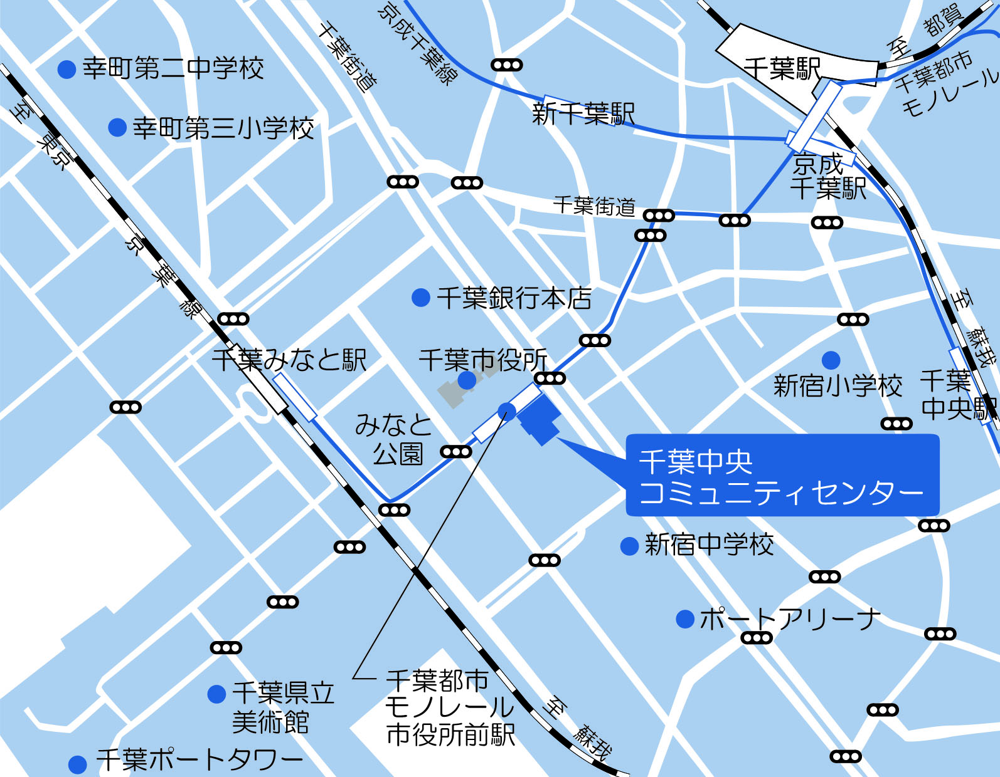 京成千葉線
至 都賀
千葉街道
千葉駅
千葉都市
モノレール
幸町第二中学校
新千葉駅
至 東京
幸町第三小学校
京成
千葉駅
千葉街道
京葉線
千葉銀行本店
至 蘇我
千葉みなと駅
千葉市役所
新宿小学校
千葉
中央駅
みなと
公園
千葉中央
コミュニティセンター
新宿中学校
ポートアリーナ
千葉県立
美術館
千葉都市
モノレール
市役所前駅
至 蘇我
千葉ポートタワー